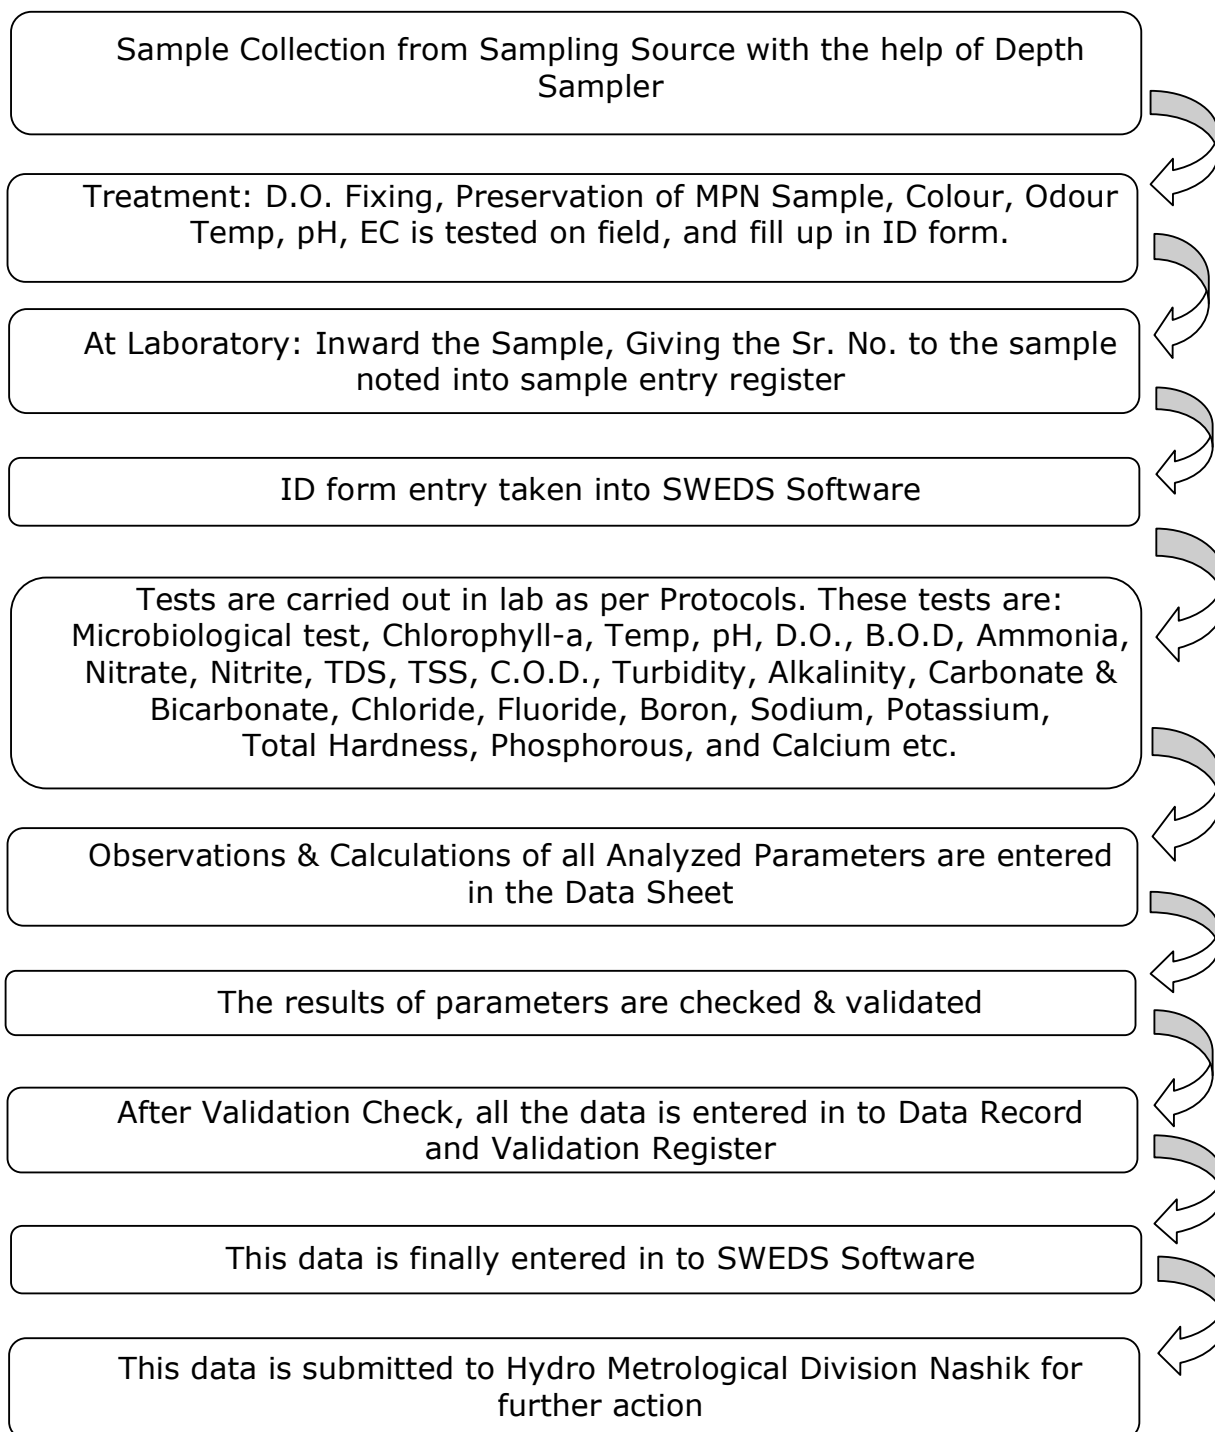 Sample Collection from Sampling Source with the help of Depth
Sampler
Treatment: D.O. Fixing, Preservation of MPN Sample, Colour, Odour
Temp, pH, EC is tested on field, and fill up in ID form.
At Laboratory: Inward the Sample, Giving the Sr. No. to the sample
noted into sample entry register
ID form entry taken into SWEDS Software
Tests are carried out in lab as per Protocols. These tests are:
Microbiological test, Chlorophyll-a, Temp, pH, D.O., B.O.D, Ammonia,
Nitrate, Nitrite, TDS, TSS, C.O.D., Turbidity, Alkalinity, Carbonate &
Bicarbonate, Chloride, Fluoride, Boron, Sodium, Potassium,
Total Hardness, Phosphorous, and Calcium etc.
Observations & Calculations of all Analyzed Parameters are entered
in the Data Sheet
The results of parameters are checked & validated
After Validation Check, all the data is entered in to Data Record
and Validation Register
This data is finally entered in to SWEDS Software
This data is submitted to Hydro Metrological Division Nashik for
further action